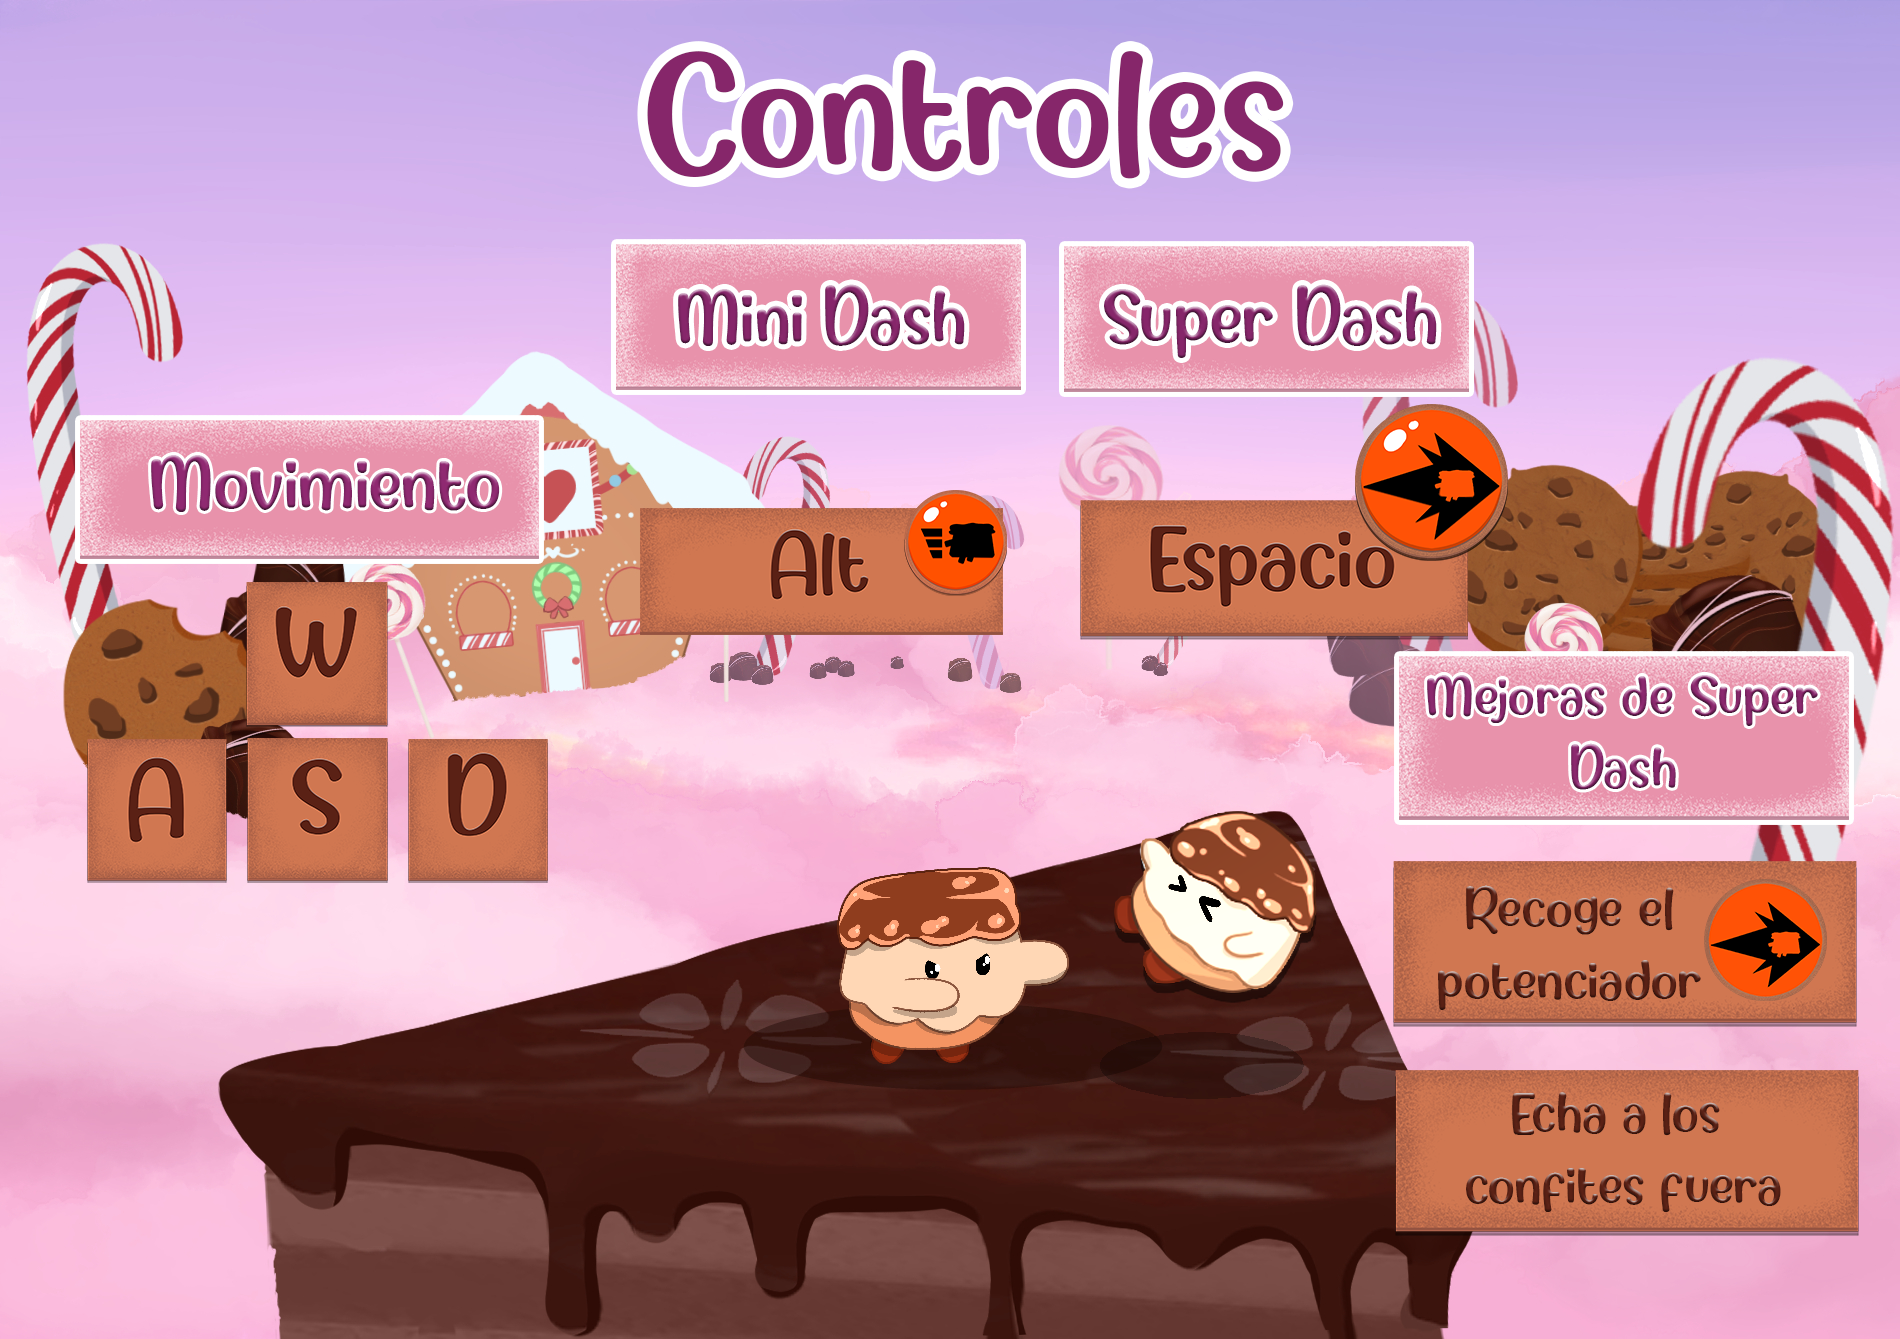 Controles
Mini Dash
Super Dash
Movimiento
Alt
Espacio
W
A S D
Mejoras de Super
Dash
Recoge el
potenciador
Echa a los
confites fuera